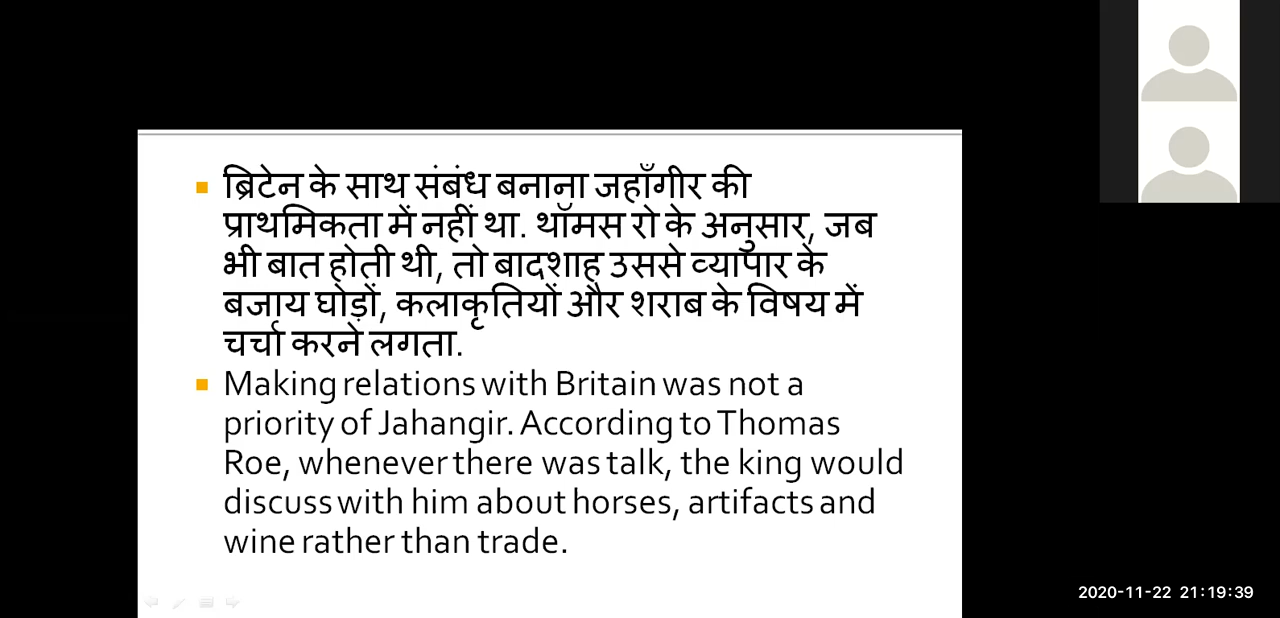 ब्रिटेन के साथ संबंध बनाना जहाँगीर की
प्राथमिकता में नहीं था. थॉमस रो के अनुसार, जब
भी बात होती थी, तो बादशाह उससे व्यापार के
बजाय घोड़ों, कलाकृतियों और शराब के विषय में
चर्चा करने लगता.
Making relations with Britain was not a
priority of Jahangir. According to Thomas
Roe, whenever there was talk, the king would
discuss with him about horses, artifacts and
wine rather than trade.
2020-11-22 21:19:39